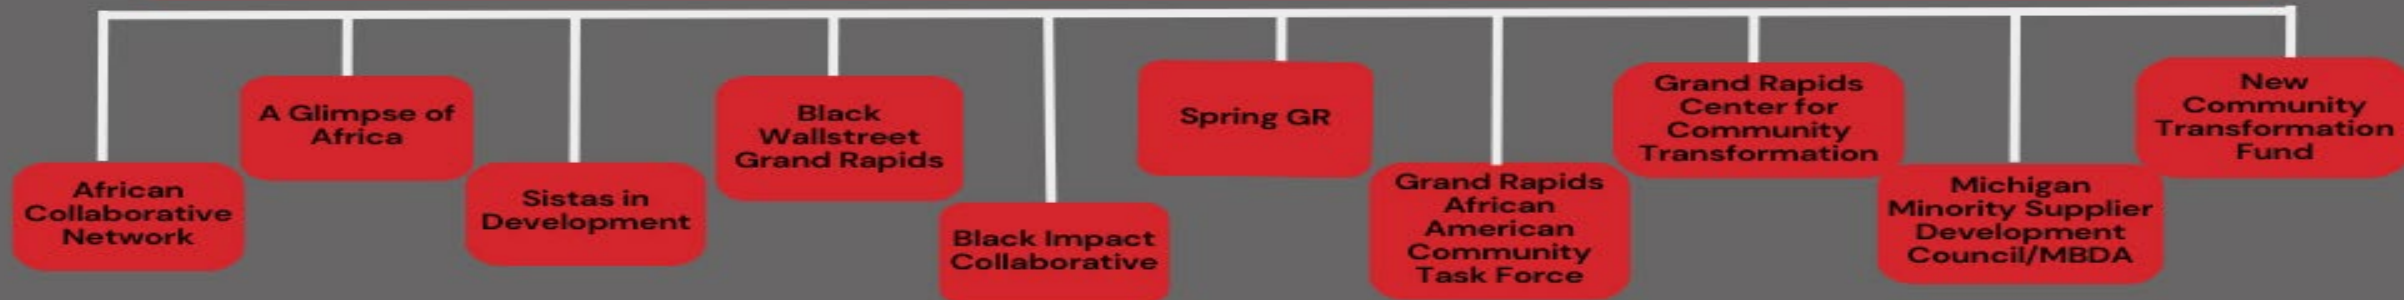 African
Collaborative
Network
A Glimpse of
Africa
Sistas in
Development
Black
Wallstreet
Grand Rapids
Black Impact
Collaborative
Spring GR
Grand Rapids
African
American
Community
Task Force
Grand Rapids
Center for
Community
Transformation
Michigan
Minority Supplier
Development
Council/MBDA
New
Community
Transformation
Fund